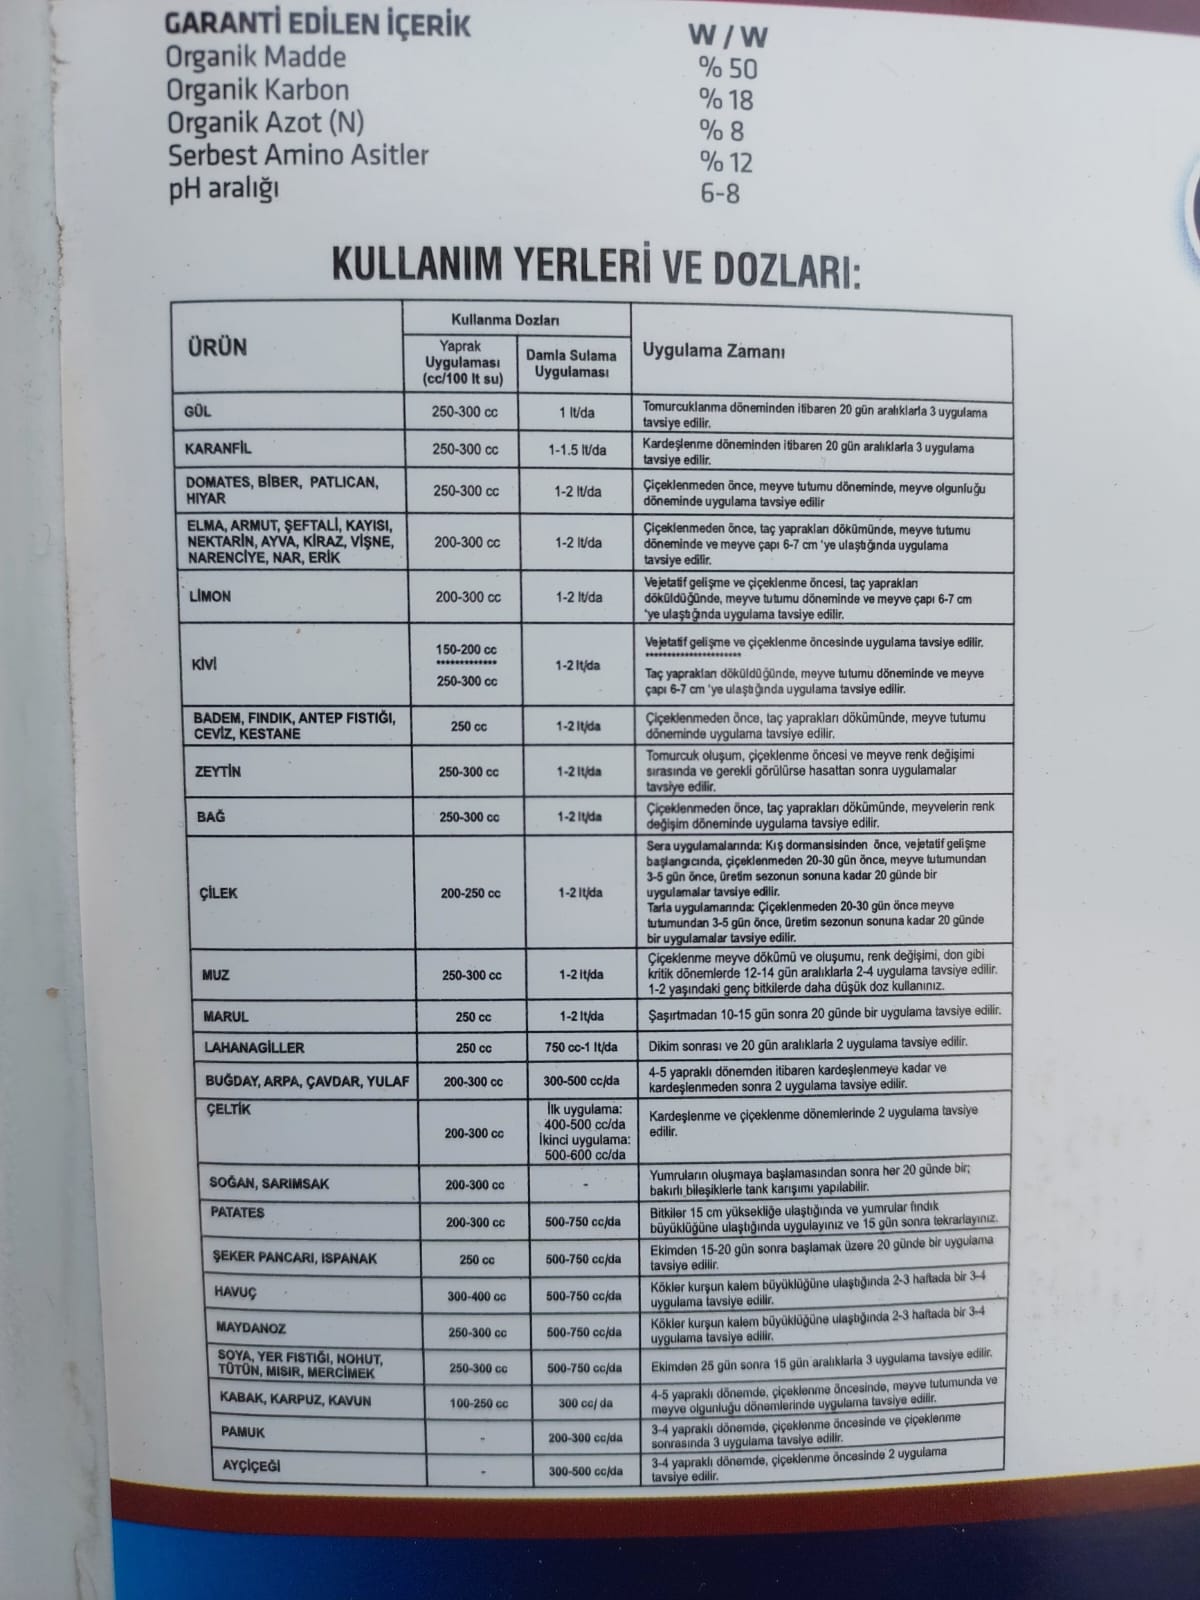 GARANTİ EDİLEN İÇERİK W / W
Organik Madde % 50
Organik Karbon % 18
Organik Azot (N) % 8
Serbest Amino Asitler % 12
pH aralığı 6-8
KULLANIM YERLERİ VE DOZLARI:
ÜRÜN
Kullanma Dozları
Yaprak
Uygulaması
(cc/100 lt su)
Damla Sulama
Uygulaması
Uygulama Zamanı
GÜL
250-300 cc
1 lt/da
Tomurcuklanma döneminden itibaren 20 gün aralıklarla 3 uygulama
tavsiye edilir.
KARANFİL
250-300 cc
1-1.5 lt/da
Kardeşlenme döneminden itibaren 20 gün aralıklarla 3 uygulama
tavsiye edilir.
DOMATES, BİBER, PATLICAN,
HIYAR
250-300 cc
1-2 lt/da
Çiçeklenmeden önce, meyve tutumu döneminde, meyve olgunluğu
döneminde uygulama tavsiye edilir
ELMA, ARMUT, ŞEFTALİ, KAYISI,
NEKTARİN, AYVA, KİRAZ, VİŞNE,
NARENCİYE, NAR, ERİK
200-300 cc
1-2 lt/da
Çiçeklenmeden önce, taç yaprakları dökümünde, meyve tutumu
döneminde ve meyve çapı 6-7 cm 'ye ulaştığında uygulama
tavsiye edilir.
LİMON
200-300 cc
1-2 lt/da
Vejetatif gelişme ve çiçeklenme öncesi, taç yaprakları
döküldüğünde, meyve tutumu döneminde ve meyve çapı 6-7 cm
'ye ulaştığında uygulama tavsiye edilir.
KİVİ
150-200 cc
*************
250-300 cc
1-2 lt/da
Vejetatif gelişme ve çiçeklenme öncesinde uygulama tavsiye edilir.
*********************
Taç yaprakları döküldüğünde, meyve tutumu döneminde ve meyve
çapı 6-7 cm 'ye ulaştığında uygulama tavsiye edilir.
BADEM, FINDIK, ANTEP FISTIĞI,
CEVİZ, KESTANE
250 cc
1-2 lt/da
Çiçeklenmeden önce, taç yaprakları dökümünde, meyve tutumu
döneminde uygulama tavsiye edilir.
ZEYTİN
250-300 cc
1-2 lt/da
Tomurcuk oluşum, çiçeklenme öncesi ve meyve renk değişimi
sırasında ve gerekli görülürse hasattan sonra uygulamalar
tavsiye edilir.
BAĞ
250-300 cc
1-2 lt/da
Çiçeklenmeden önce, taç yaprakları dökümünde, meyvelerin renk
değişim döneminde uygulama tavsiye edilir.
ÇİLEK
200-250 cc
1-2 lt/da
Sera uygulamalarında: Kış dormansisinden önce, vejetatif gelişme
başlangıcında, çiçeklenmeden 20-30 gün önce, meyve tutumundan
3-5 gün önce, üretim sezonun sonuna kadar 20 günde bir
uygulamalar tavsiye edilir.
Tarla uygulamarında: Çiçeklenmeden 20-30 gün önce meyve
tutumundan 3-5 gün önce, üretim sezonun sonuna kadar 20 günde
bir uygulamalar tavsiye edilir.
MUZ
250-300 cc
1-2 lt/da
Çiçeklenme meyve dökümü ve oluşumu, renk değişimi, don gibi
kritik dönemlerde 12-14 gün aralıklarla 2-4 uygulama tavsiye edilir.
1-2 yaşındaki genç bitkilerde daha düşük doz kullanınız.
MARUL
250 cc
1-2 lt/da
Şaşırtmadan 10-15 gün sonra 20 günde bir uygulama tavsiye edilir.
LAHANAGİLLER
250 cc
750 cc-1 lt/da
Dikim sonrası ve 20 gün aralıklarla 2 uygulama tavsiye edilir.
BUĞDAY, ARPA, ÇAVDAR, YULAF
200-300 cc
300-500 cc/da
4-5 yapraklı dönemden itibaren kardeşlenmeye kadar ve
kardeşlenmeden sonra 2 uygulama tavsiye edilir.
ÇELTİK
200-300 cc
İlk uygulama:
400-500 cc/da
İkinci uygulama:
500-600 cc/da
Kardeşlenme ve çiçeklenme dönemlerinde 2 uygulama tavsiye
edilir.
SOĞAN, SARIMSAK
200-300 cc
-
Yumruların oluşmaya başlamasından sonra her 20 günde bir;
bakırlı bileşiklerle tank karışımı yapılabilir.
PATATES
200-300 cc
500-750 cc/da
Bitkiler 15 cm yüksekliğe ulaştığında ve yumrular fındık
büyüklüğüne ulaştığında uygulayınız ve 15 gün sonra tekrarlayınız.
ŞEKER PANCARI, ISPANAK
250 cc
500-750 cc/da
Ekimden 15-20 gün sonra başlamak üzere 20 günde bir uygulama
tavsiye edilir.
HAVUÇ
300-400 cc
500-750 cc/da
Kökler kurşun kalem büyüklüğüne ulaştığında 2-3 haftada bir 3-4
uygulama tavsiye edilir.
MAYDANOZ
250-300 cc
500-750 cc/da
Kökler kurşun kalem büyüklüğüne ulaştığında 2-3 haftada bir 3-4
uygulama tavsiye edilir.
SOYA, YER FISTIĞI, NOHUT,
TÜTÜN, MISIR, MERCİMEK
250-300 cc
500-750 cc/da
Ekimden 25 gün sonra 15 gün aralıklarla 3 uygulama tavsiye edilir.
KABAK, KARPUZ, KAVUN
100-250 cc
300 cc/ da
4-5 yapraklı dönemde, çiçeklenme öncesinde, meyve tutumunda ve
meyve olgunluğu dönemlerinde uygulama tavsiye edilir.
PAMUK
-
200-300 cc/da
3-4 yapraklı dönemde, çiçeklenme öncesinde ve çiçeklenme
sonrasında 3 uygulama tavsiye edilir.
AYÇİÇEĞİ
-
300-500 cc/da
3-4 yapraklı dönemde, çiçeklenme öncesinde 2 uygulama
tavsiye edilir.